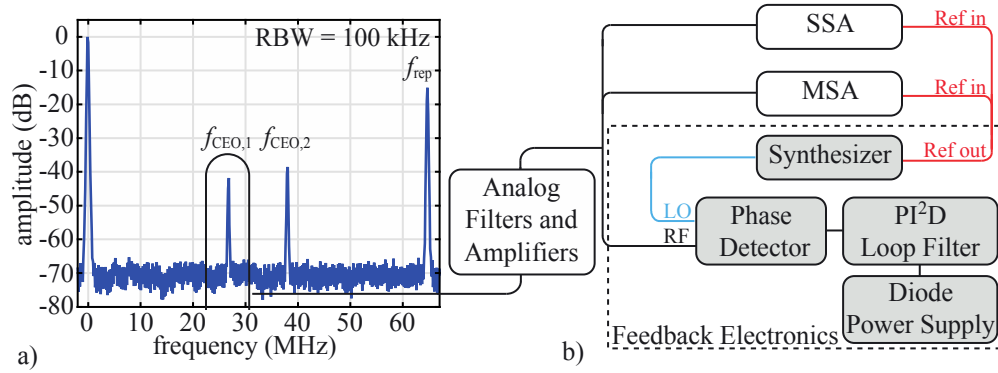 RBW = 100 kHz
f_rep
f_CEO,1 f_CEO,2
amplitude (dB)
0
-10
-20
-30
-40
-50
-60
-70
-80
0 10 20 30 40 50 60
frequency (MHz)
a)
Analog
Filters and
Amplifiers
SSA
Ref in
MSA
Ref in
Synthesizer
Ref out
LO
RF
Phase
Detector
PI²D
Loop Filter
Diode
Power Supply
Feedback Electronics
b)